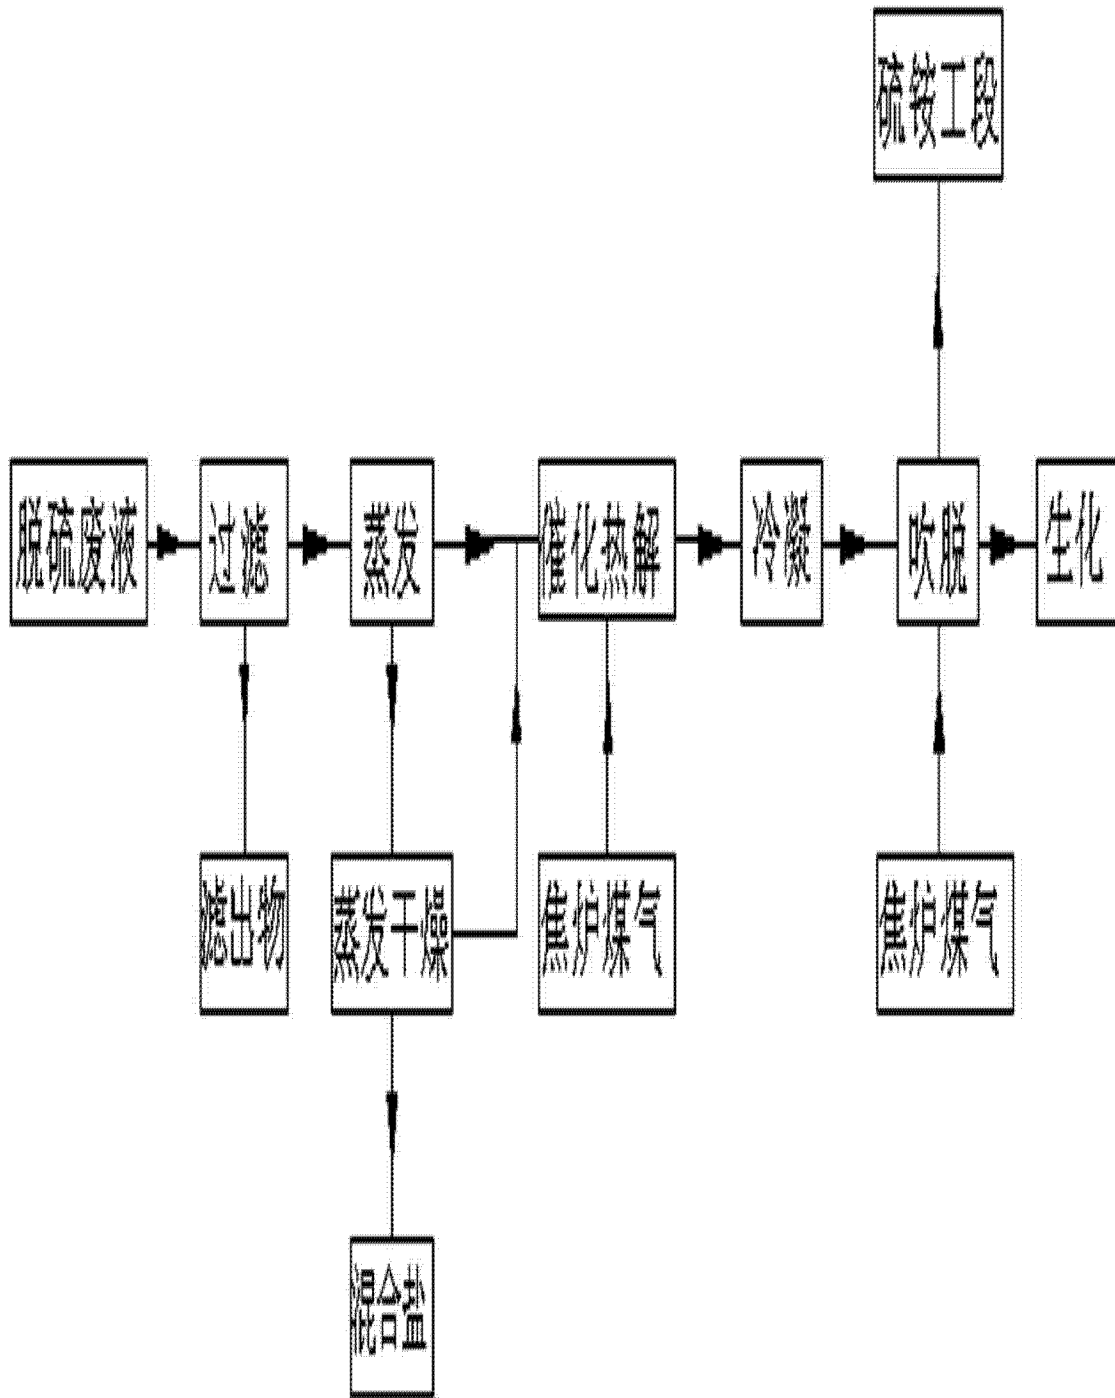 硫铵工段
脱硫废液
过滤
蒸发
催化热解
冷凝
吹脱
生化
滤出物
蒸发干燥
焦炉煤气
焦炉煤气
混合盐